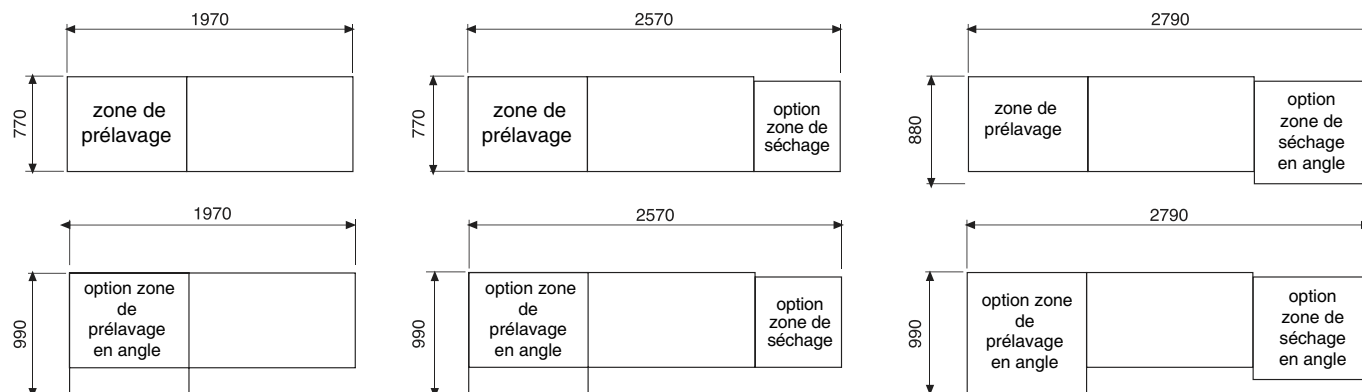 1970
770
zone de
prélavage
2570
770
zone de
prélavage
option
zone de
séchage
2790
880
zone de
prélavage
option
zone de
séchage
en angle
1970
990
option zone
de
prélavage
en angle
2570
990
option zone
de
prélavage
en angle
option
zone de
séchage
2790
990
option zone
de
prélavage
en angle
option
zone de
séchage
en angle